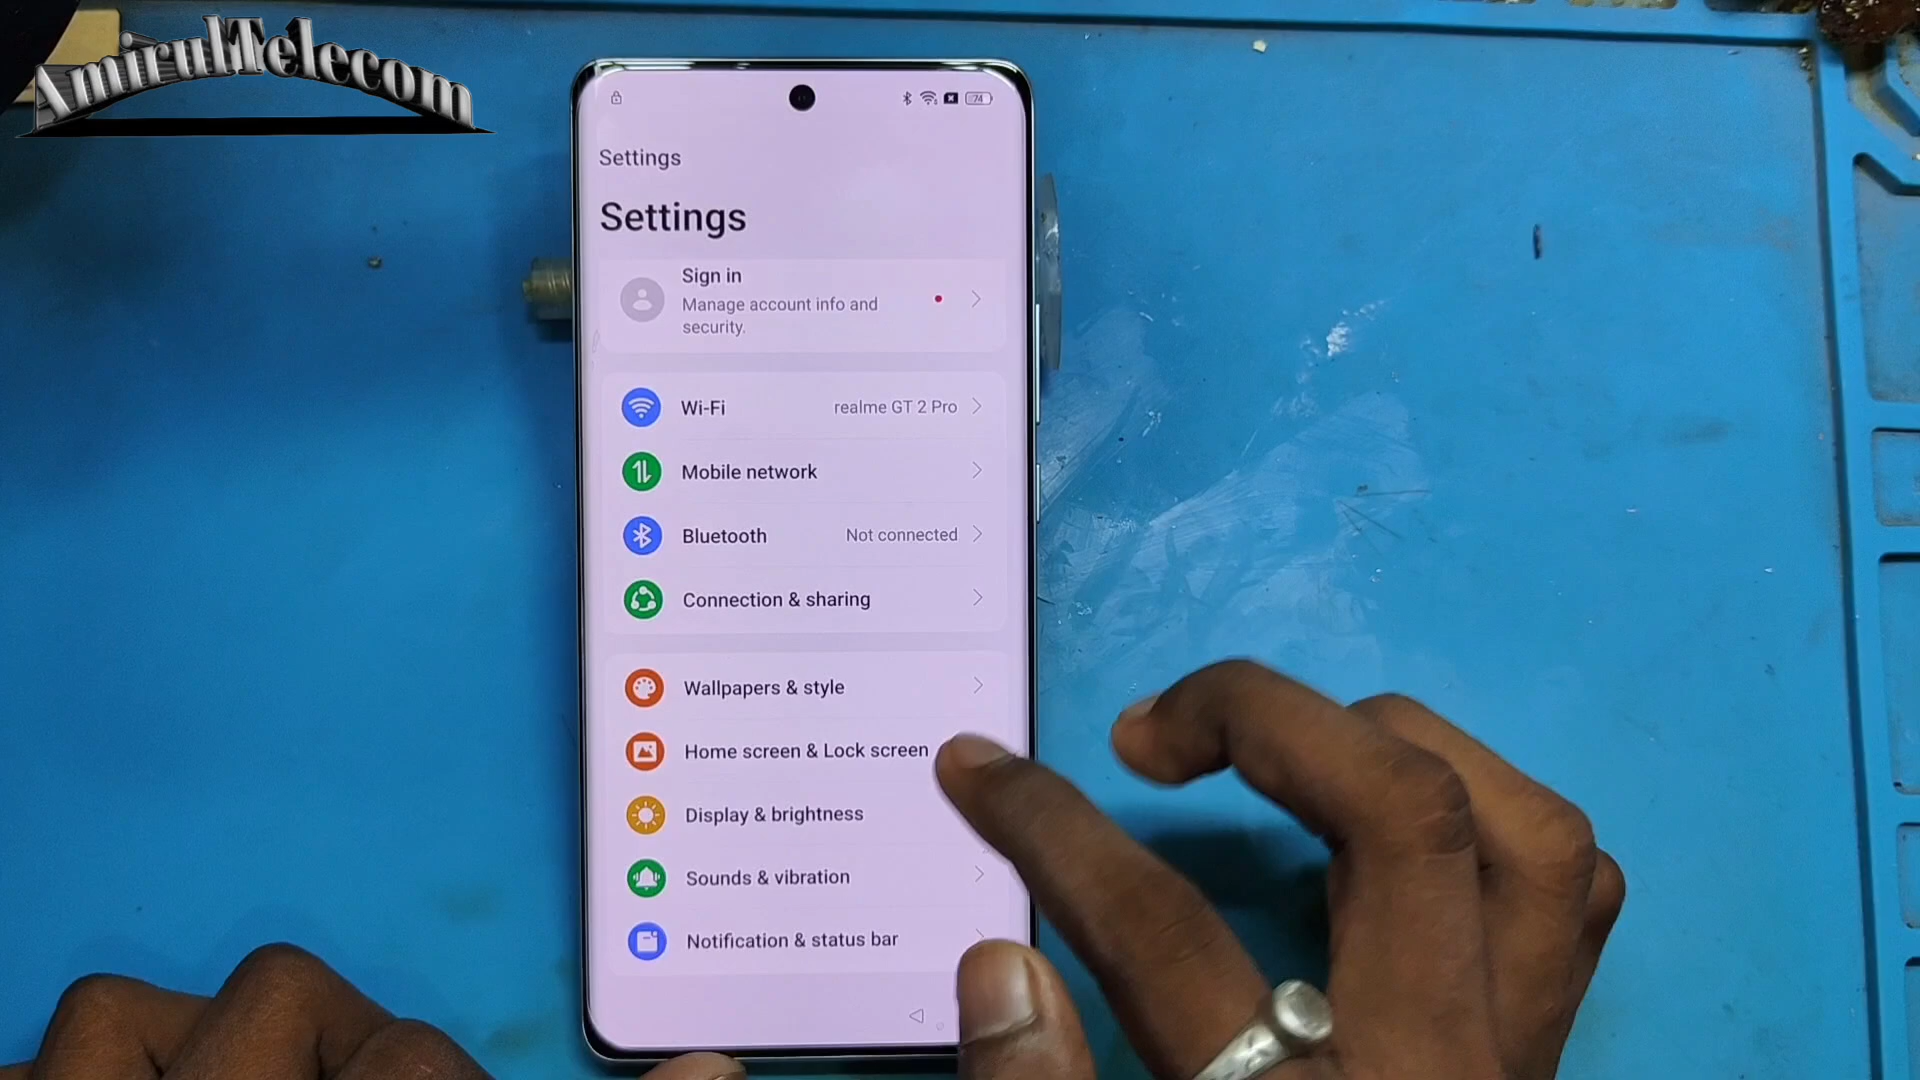 AmirulTelecom
74
Settings
Settings
Sign in
Manage account info and
security.
Wi-Fi realme GT 2 Pro
Mobile network
Bluetooth Not connected
Connection & sharing
Wallpapers & style
Home screen & Lock screen
Display & brightness
Sounds & vibration
Notification & status bar